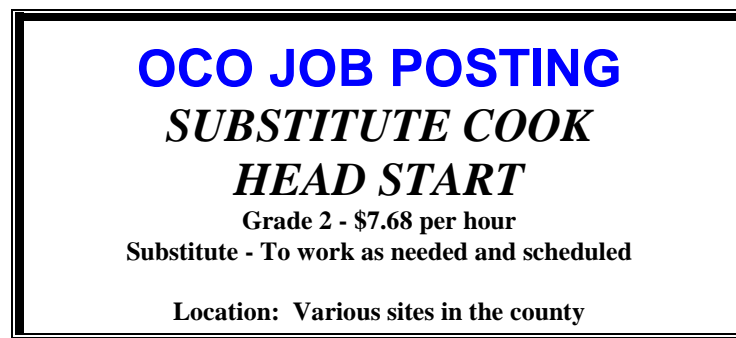 OCO JOB POSTING
SUBSTITUTE COOK
HEAD START
Grade 2 - $7.68 per hour
Substitute - To work as needed and scheduled
Location:  Various sites in the county